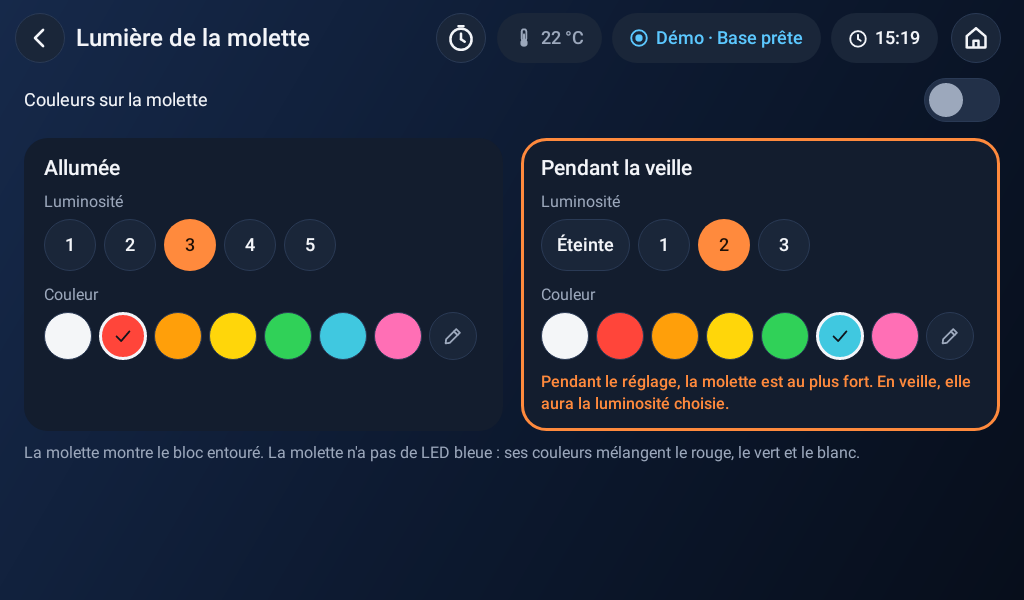 Lumière de la molette
22 °C
Démo · Base prête
15:19
Couleurs sur la molette
Allumée
Luminosité
1 2 3 4 5
Couleur
Pendant la veille
Luminosité
Éteinte 1 2 3
Couleur
Pendant le réglage, la molette est au plus fort. En veille, elle
aura la luminosité choisie.
La molette montre le bloc entouré. La molette n'a pas de LED bleue : ses couleurs mélangent le rouge, le vert et le blanc.